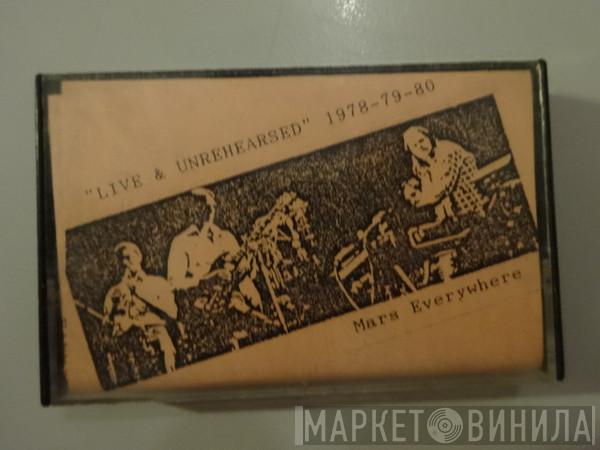 "LIVE & UNREHEARSED" 1978-79-80
Mars Everywhere
МАРКЕТ ВИНИЛА